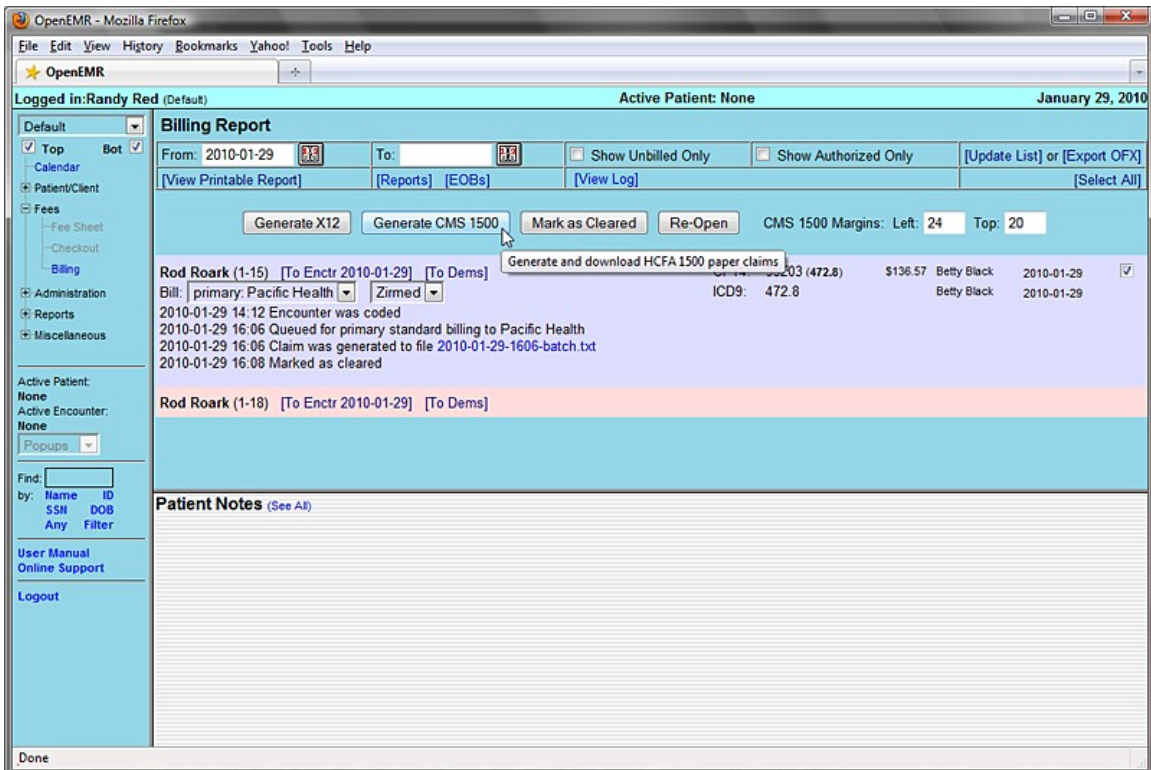 OpenEMR - Mozilla Firefox
File Edit View History Bookmarks Yahoo! Tools Help
OpenEMR
Logged in:Randy Red (Default) Active Patient: None January 29, 2010
Default
Top Bot
Calendar
Patient/Client
Fees
Fee Sheet
Checkout
Billing
Administration
Reports
Miscellaneous
Active Patient:
None
Active Encounter:
None
Popups
Find:
by: Name ID
SSN DOB
Any Filter
User Manual
Online Support
Logout
Billing Report
From: 2010-01-29 To: Show Unbilled Only Show Authorized Only [Update List] or [Export OFX]
[View Printable Report] [Reports] [EOBs] [View Log] [Select All]
Generate X12 Generate CMS 1500 Mark as Cleared Re-Open CMS 1500 Margins: Left: 24 Top: 20
Generate and download HCFA 1500 paper claims
Rod Roark (1-15) [To Enctr 2010-01-29] [To Dems] (472.8) $136.57 Betty Black 2010-01-29
Bill: primary: Pacific Health Zirmed ICD9: 472.8 Betty Black 2010-01-29
2010-01-29 14:12 Encounter was coded
2010-01-29 16:06 Queued for primary standard billing to Pacific Health
2010-01-29 16:06 Claim was generated to file 2010-01-29-1606-batch.txt
2010-01-29 16:08 Marked as cleared
Rod Roark (1-18) [To Enctr 2010-01-29] [To Dems]
Patient Notes (See All)
Done